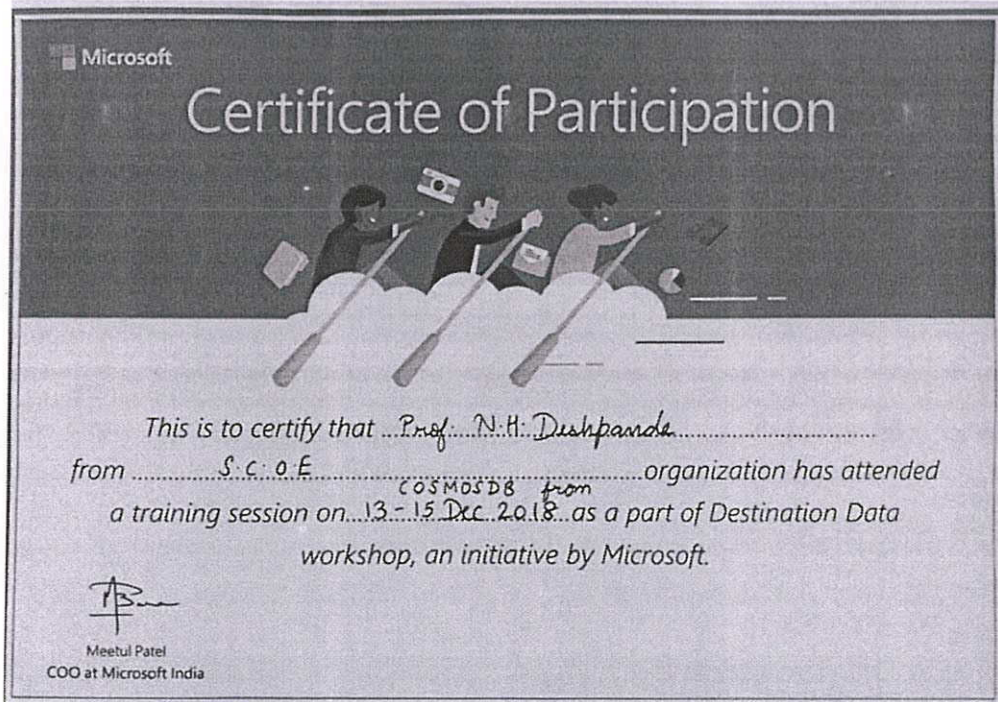 Microsoft
Certificate of Participation
This is to certify that Prof. N.H. Deshpande
from S.C.O.E organization has attended
COSMOSDB from
a training session on 13-15 Dec 2018 as a part of Destination Data
workshop, an initiative by Microsoft.
Meetul Patel
COO at Microsoft India